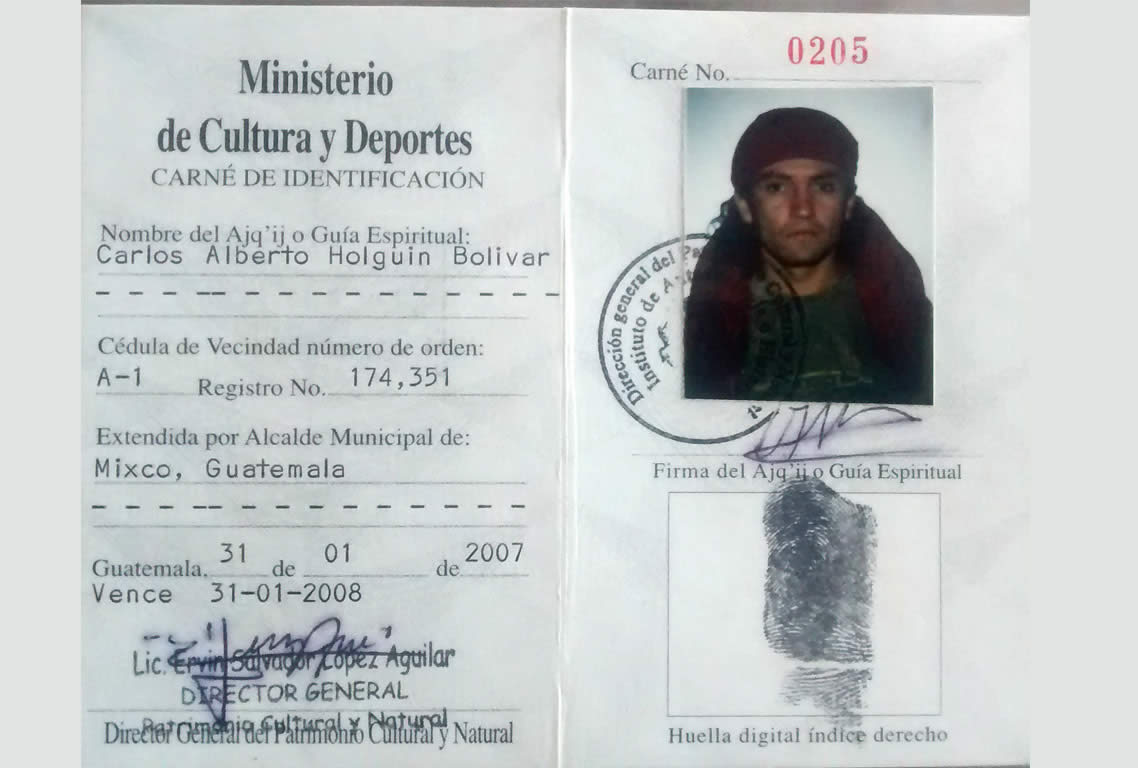 Ministerio
de Cultura y Deportes
CARNÉ DE IDENTIFICACIÓN
Nombre del Ajq'ij o Guía Espiritual:
Carlos Alberto Holguin Bolivar
Cédula de Vecindad número de orden:
A-1 Registro No. 174,351
Extendida por Alcalde Municipal de:
Mixco, Guatemala
Guatemala, 31 de 01 de 2007
Vence 31-01-2008
Lic. Ervin Salvador López Aguilar
DIRECTOR GENERAL
Patrimonio Cultural y Natural
Director General del Patrimonio Cultural y Natural
Carné No. 0205
Dirección general del
Instituto de
Firma del Ajq'ij o Guía Espiritual
Huella digital índice derecho